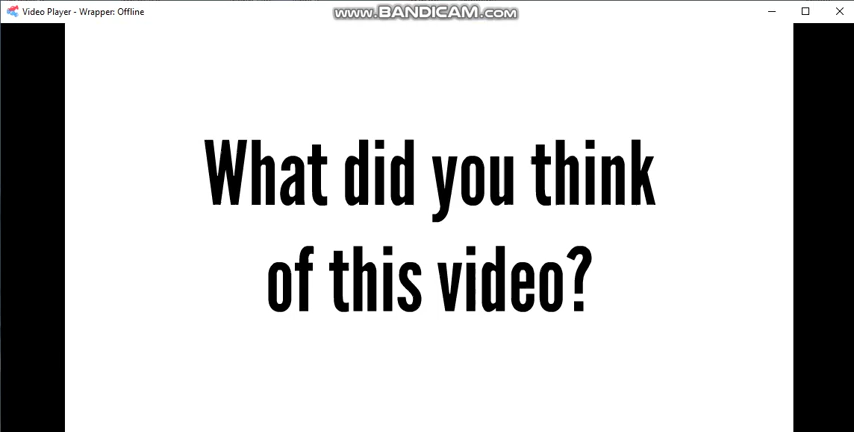 Video Player - Wrapper: Offline
www.BANDICAM.com
What did you think
of this video?